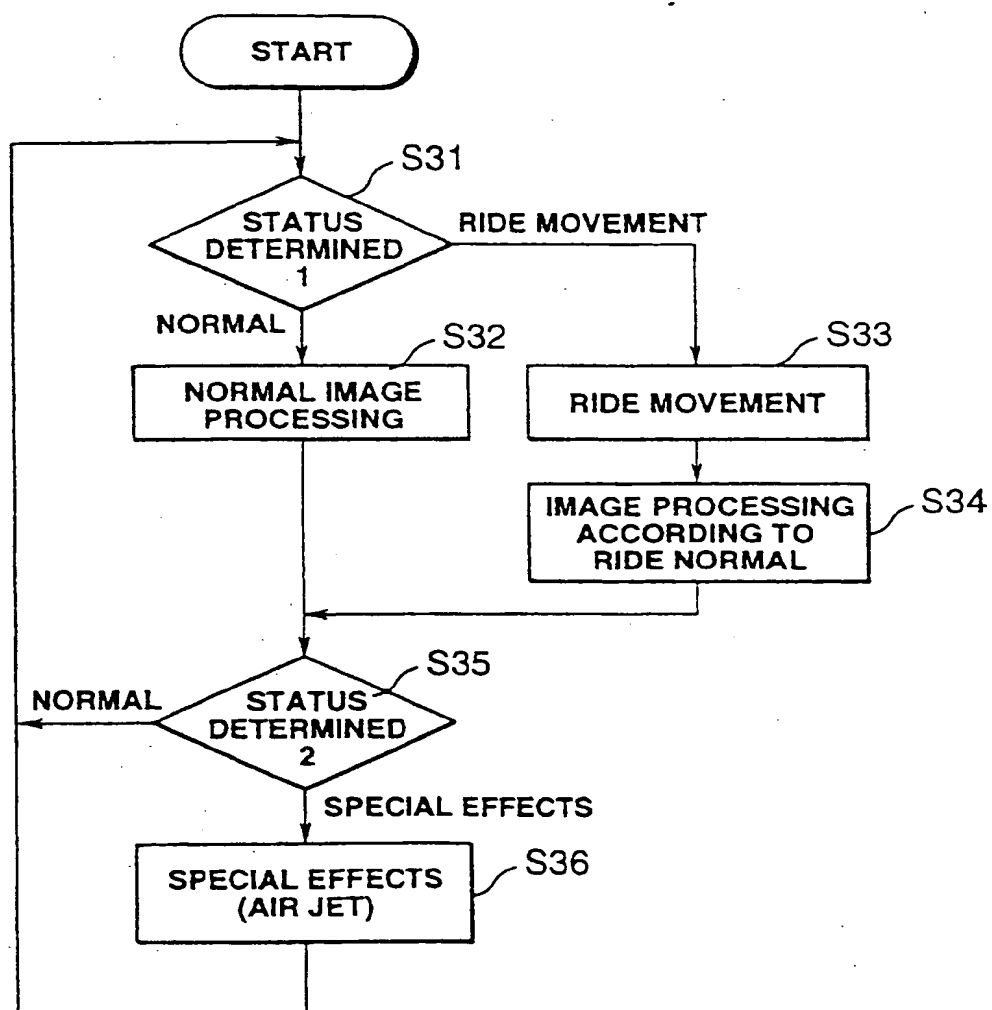 START
S31
STATUS
DETERMINED
1
RIDE MOVEMENT
NORMAL
S32
NORMAL IMAGE
PROCESSING
S33
RIDE MOVEMENT
S34
IMAGE PROCESSING
ACCORDING TO
RIDE NORMAL
S35
STATUS
DETERMINED
2
NORMAL
SPECIAL EFFECTS
S36
SPECIAL EFFECTS
(AIR JET)